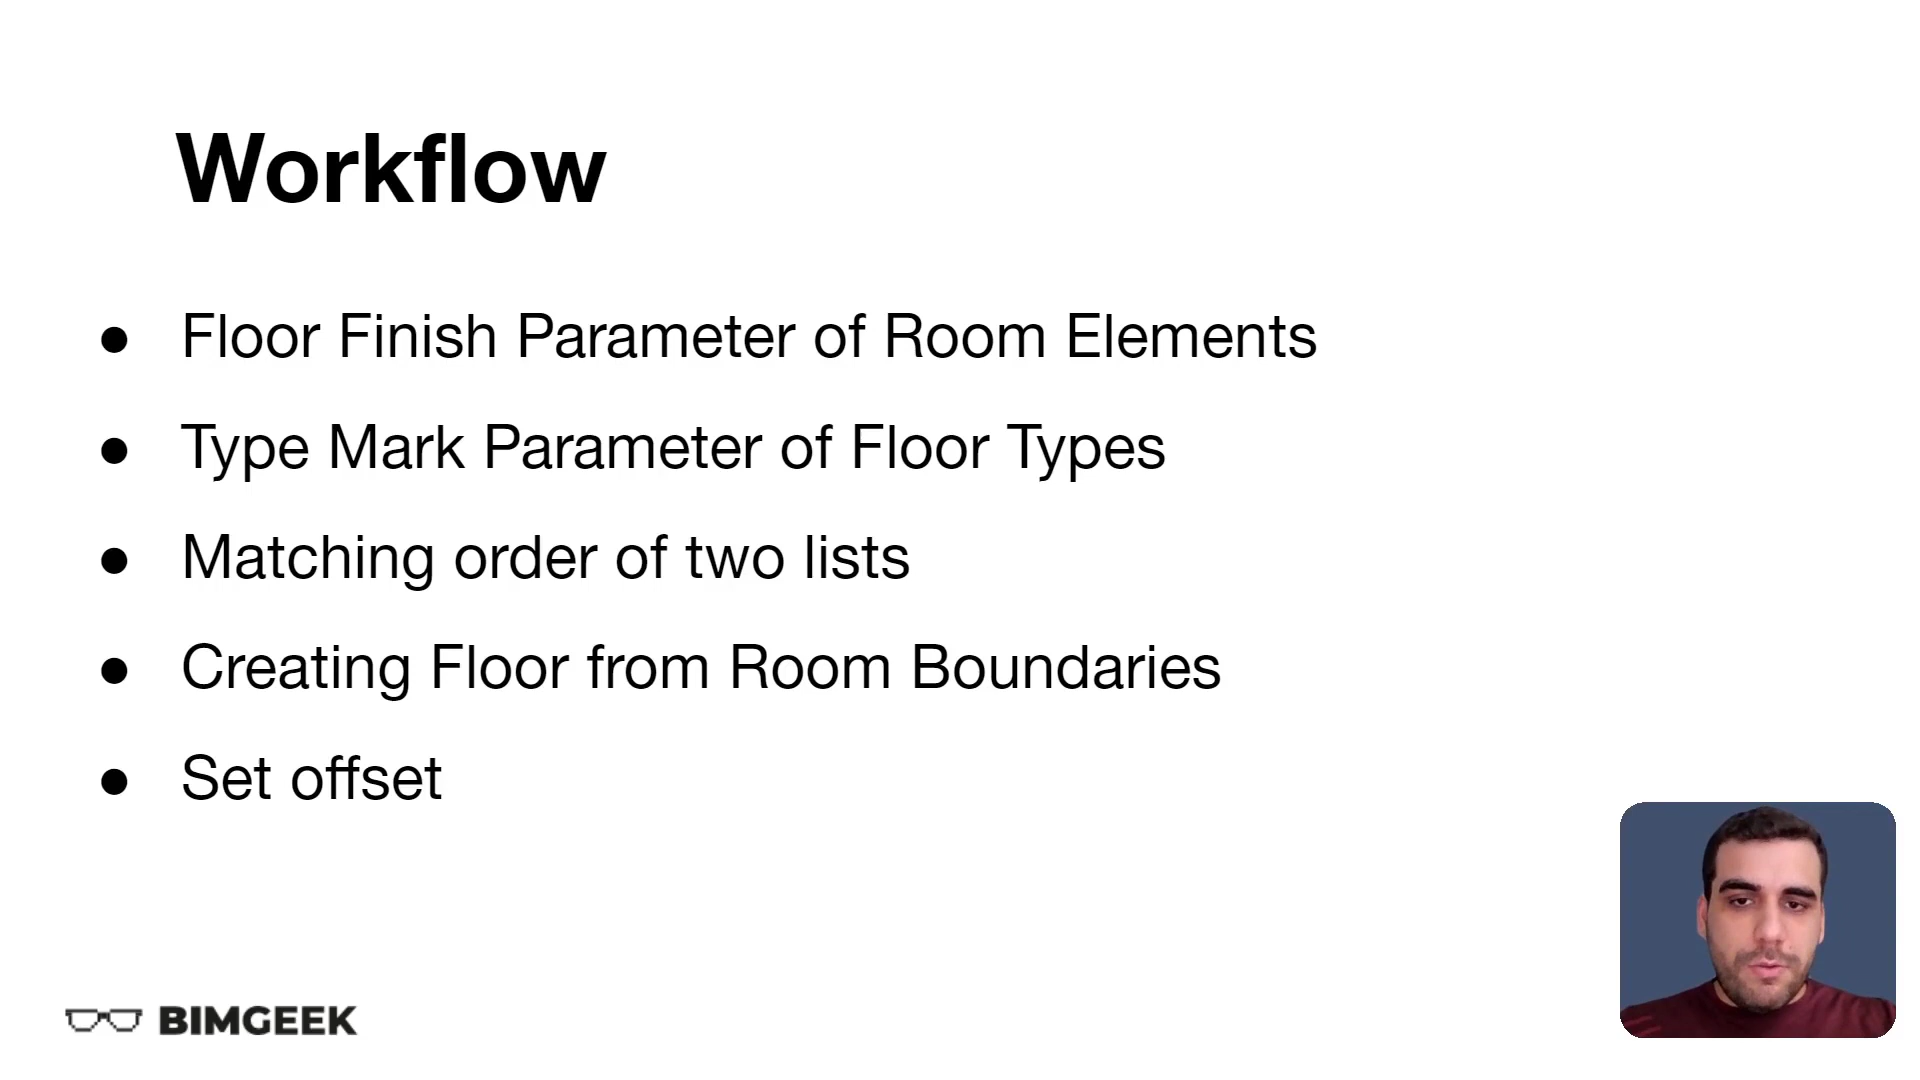 Workflow
● Floor Finish Parameter of Room Elements
● Type Mark Parameter of Floor Types
● Matching order of two lists
● Creating Floor from Room Boundaries
● Set offset
BIMGEEK